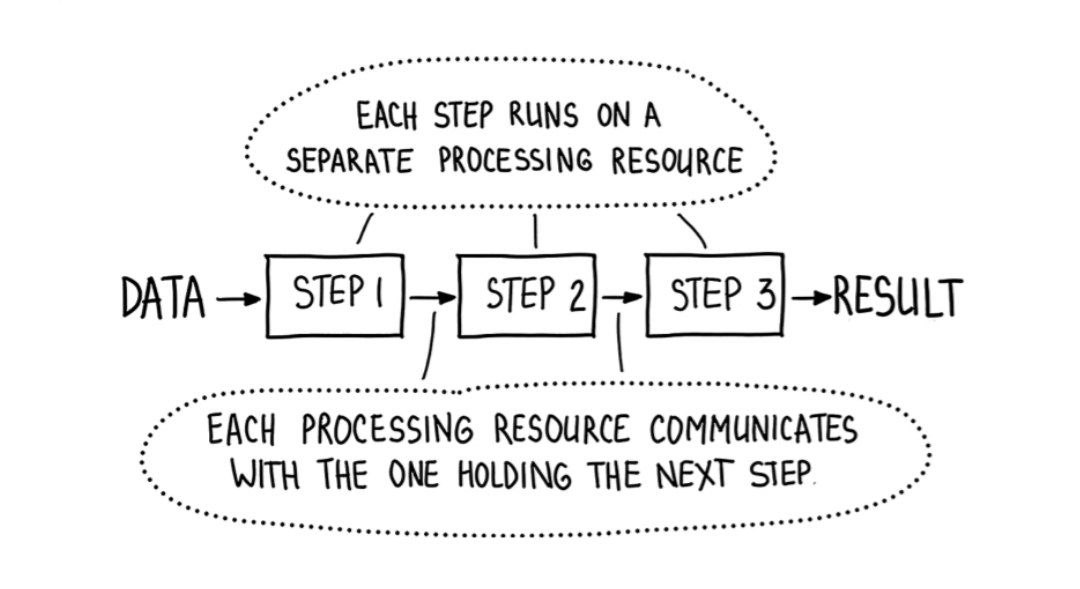 EACH STEP RUNS ON A
SEPARATE PROCESSING RESOURCE
DATA STEP 1 STEP 2 STEP 3 RESULT
EACH PROCESSING RESOURCE COMMUNICATES
WITH THE ONE HOLDING THE NEXT STEP.